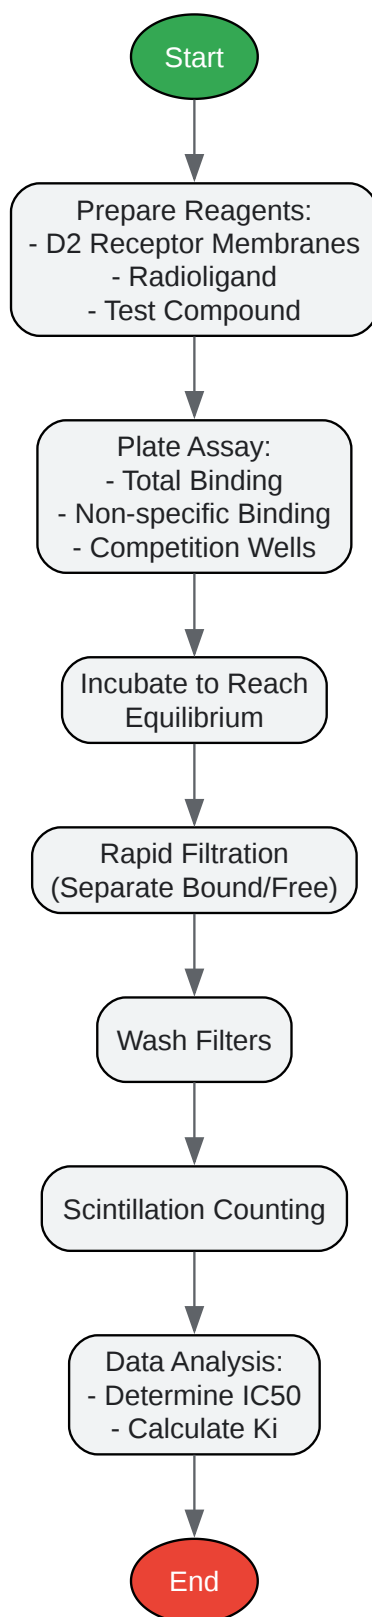 Start
Prepare Reagents:
- D2 Receptor Membranes
- Radioligand
- Test Compound
Plate Assay:
- Total Binding
- Non-specific Binding
- Competition Wells
Incubate to Reach
Equilibrium
Rapid Filtration
(Separate Bound/Free)
Wash Filters
Scintillation Counting
Data Analysis:
- Determine IC50
- Calculate Ki
End